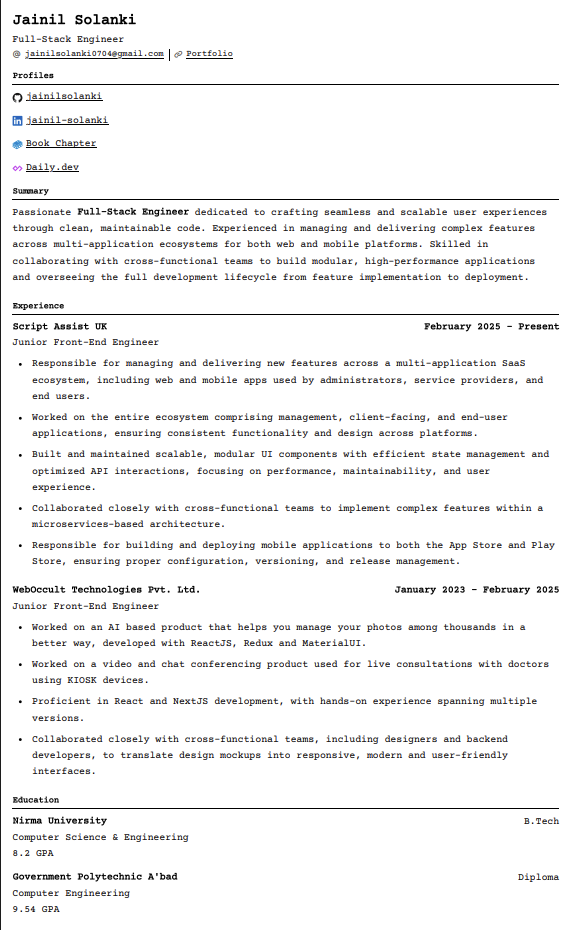 Jainil Solanki
Full-Stack Engineer
@ jainilsolanki0704@gmail.com | Portfolio
Profiles
jainilsolanki
jainil-solanki
Book Chapter
Daily.dev
Summary
Passionate Full-Stack Engineer dedicated to crafting seamless and scalable user experiences
through clean, maintainable code. Experienced in managing and delivering complex features
across multi-application ecosystems for both web and mobile platforms. Skilled in
collaborating with cross-functional teams to build modular, high-performance applications
and overseeing the full development lifecycle from feature implementation to deployment.
Experience
Script Assist UK February 2025 - Present
Junior Front-End Engineer
• Responsible for managing and delivering new features across a multi-application SaaS
ecosystem, including web and mobile apps used by administrators, service providers, and
end users.
• Worked on the entire ecosystem comprising management, client-facing, and end-user
applications, ensuring consistent functionality and design across platforms.
• Built and maintained scalable, modular UI components with efficient state management and
optimized API interactions, focusing on performance, maintainability, and user
experience.
• Collaborated closely with cross-functional teams to implement complex features within a
microservices-based architecture.
• Responsible for building and deploying mobile applications to both the App Store and Play
Store, ensuring proper configuration, versioning, and release management.
WebOccult Technologies Pvt. Ltd. January 2023 - February 2025
Junior Front-End Engineer
• Worked on an AI based product that helps you manage your photos among thousands in a
better way, developed with ReactJS, Redux and MaterialUI.
• Worked on a video and chat conferencing product used for live consultations with doctors
using KIOSK devices.
• Proficient in React and NextJS development, with hands-on experience spanning multiple
versions.
• Collaborated closely with cross-functional teams, including designers and backend
developers, to translate design mockups into responsive, modern and user-friendly
interfaces.
Education
Nirma University B.Tech
Computer Science & Engineering
8.2 GPA
Government Polytechnic A'bad Diploma
Computer Engineering
9.54 GPA